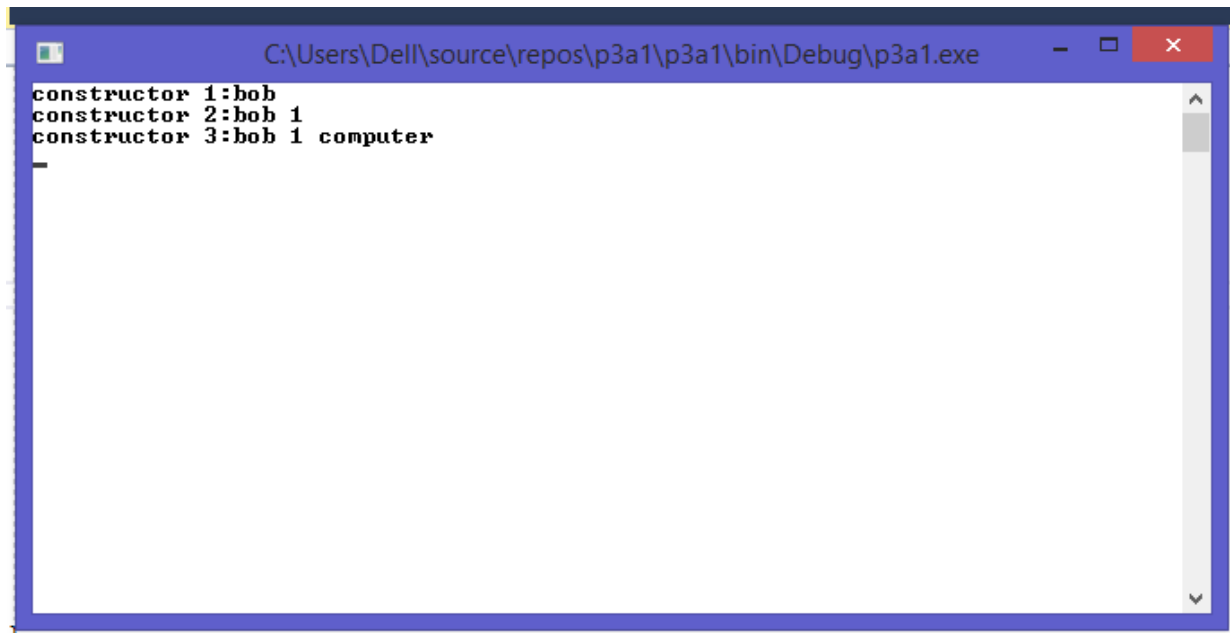 C:\Users\Dell\source\repos\p3a1\p3a1\bin\Debug\p3a1.exe
constructor 1:bob
constructor 2:bob 1
constructor 3:bob 1 computer